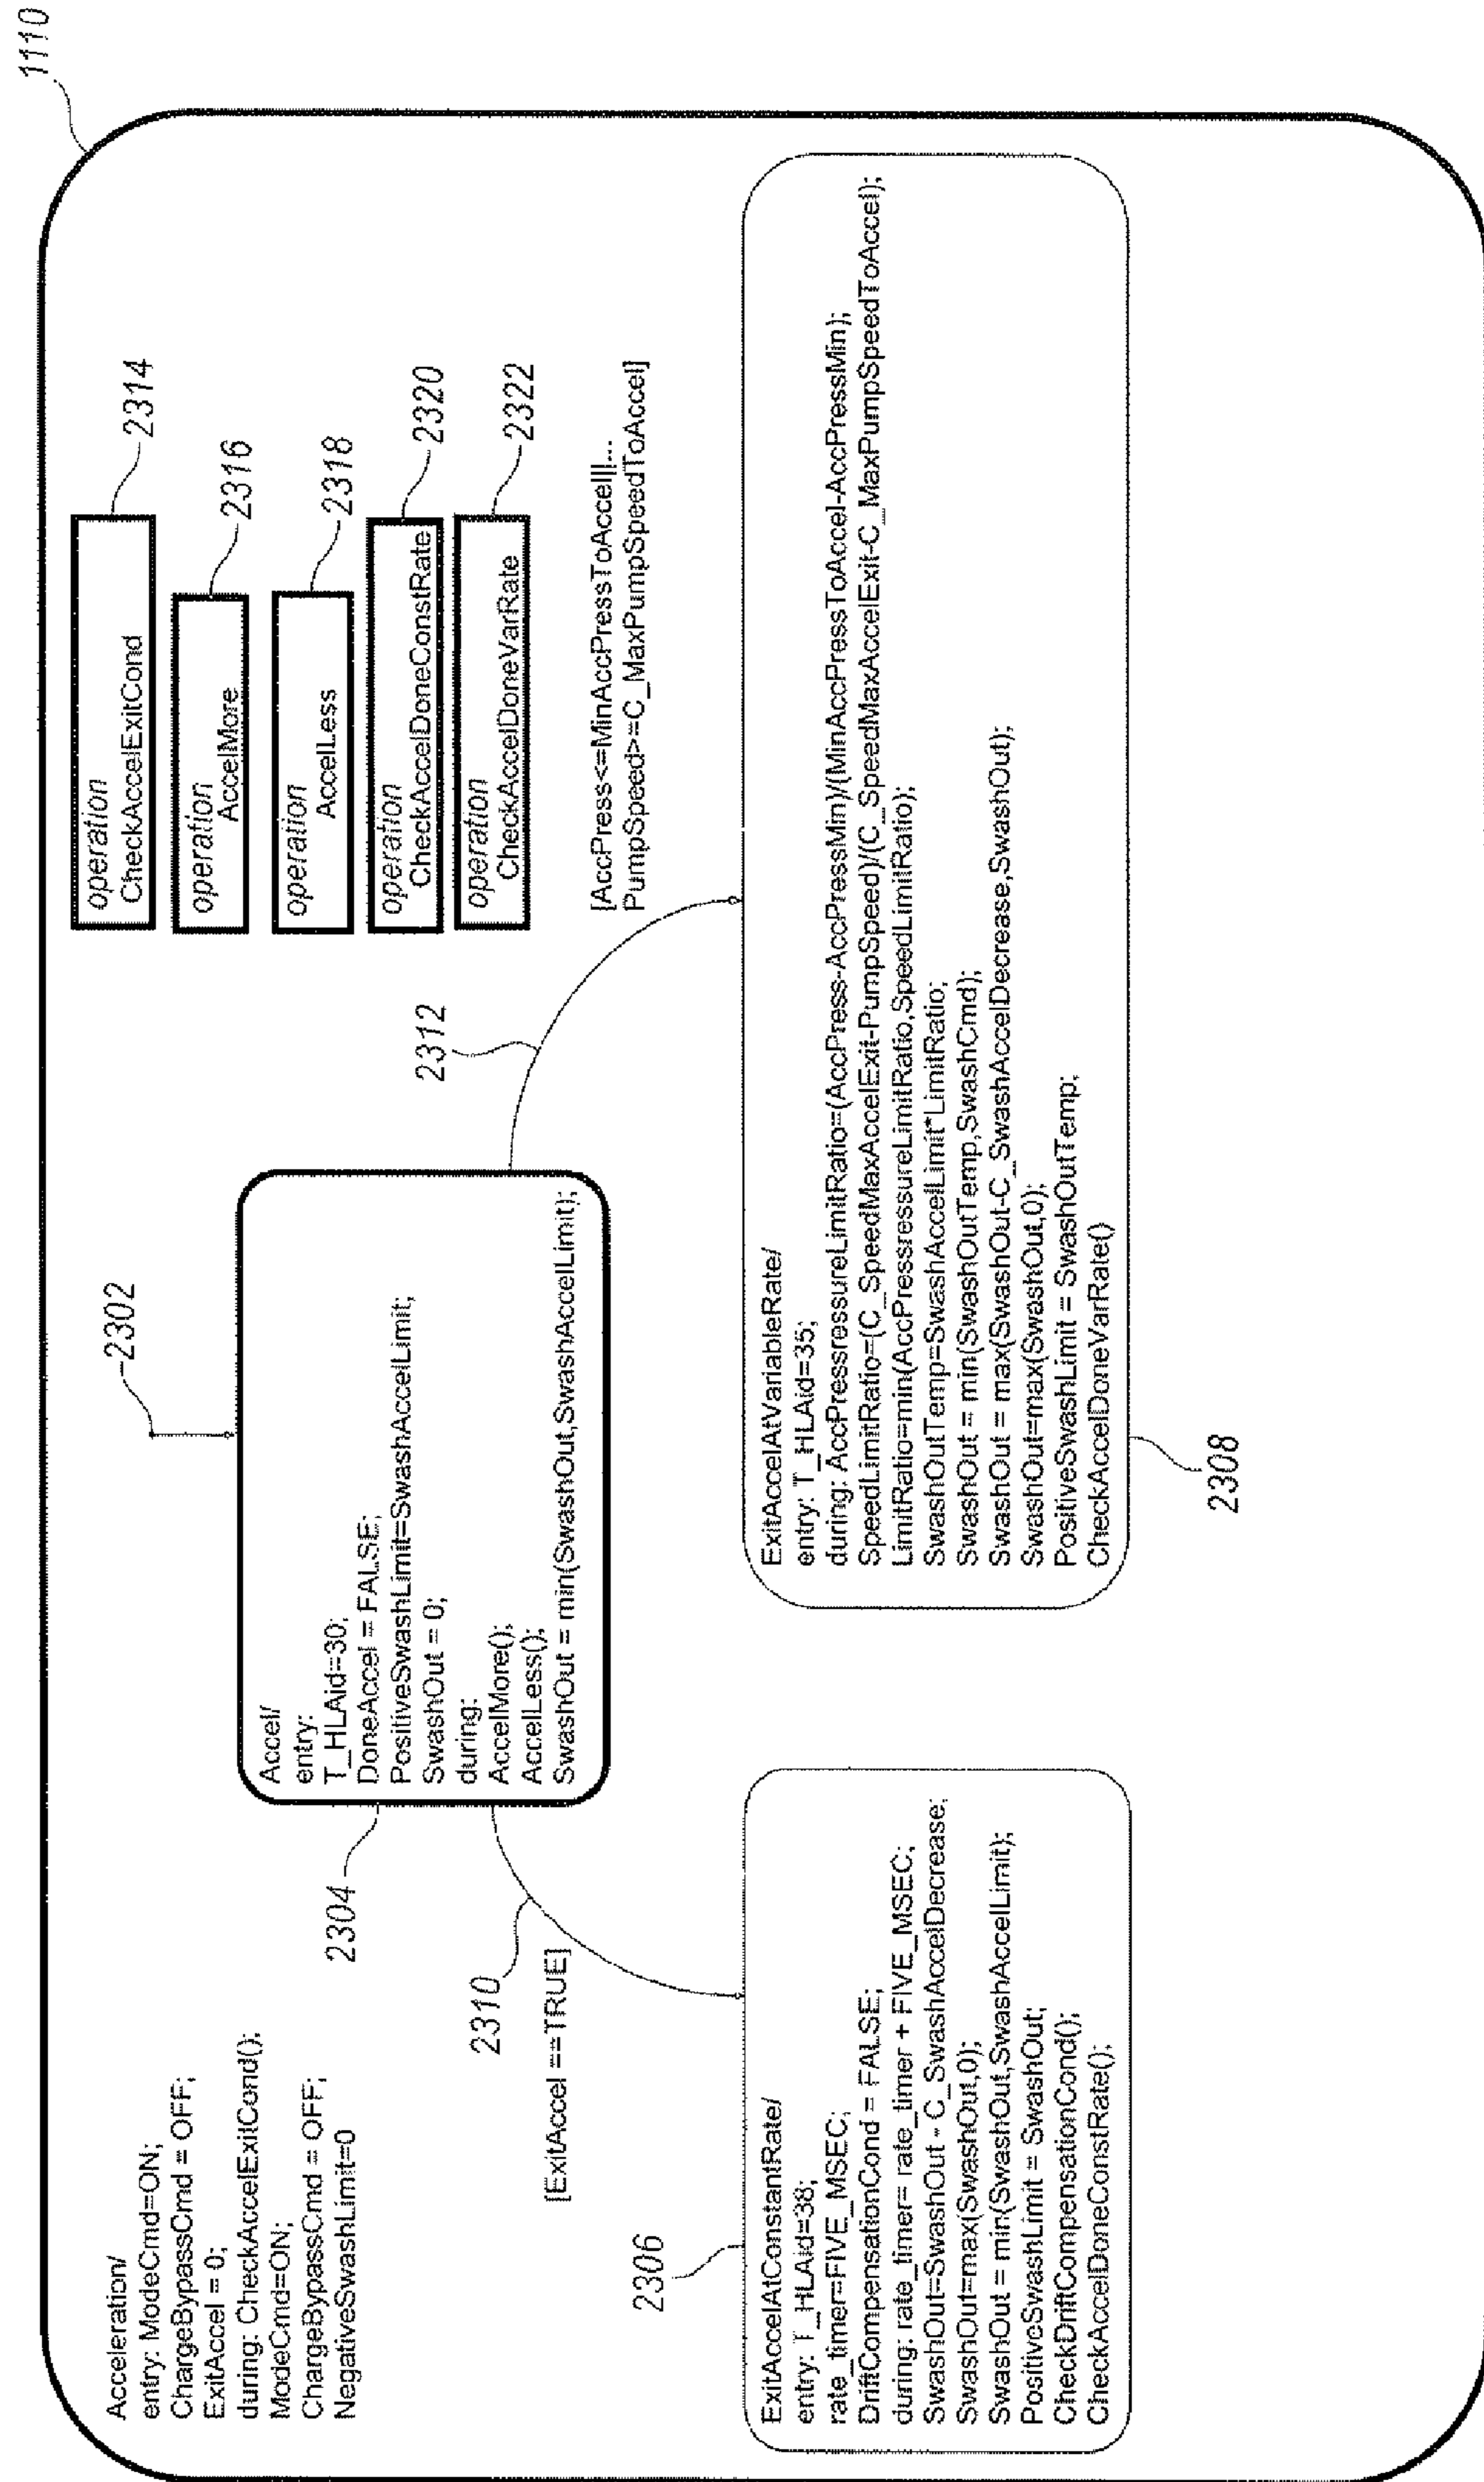 1110
Acceleration/
entry: ModeCmd=ON;
ChargeBypassCmd = OFF;
ExitAccel = 0;
during: CheckAccelExitCond();
ModeCmd=ON;
ChargeBypassCmd = OFF;
NegativeSwashLimit=0
2302
operation
CheckAccelExitCond
2314
operation
AccelMore
2316
operation
AccelLess
2318
operation
CheckAccelDoneConstRate
2320
operation
CheckAccelDoneVarRate
2322
2304
Accel/
entry:
T_HLAid=30;
DoneAccel = FALSE;
PositiveSwashLimit=SwashAccelLimit;
SwashOut = 0;
during:
AccelMore();
AccelLess();
SwashOut = min(SwashOut,SwashAccelLimit);
2310
[ExitAccel ==TRUE]
2312
[AccPress<=MinAccPressToAccel||...
PumpSpeed>=C_MaxPumpSpeedToAccel]
2306
ExitAccelAtConstantRate/
entry: T_HLAid=38;
rate_timer=FIVE_MSEC;
DriftCompensationCond = FALSE;
during: rate_timer= rate_timer + FIVE_MSEC;
SwashOut=SwashOut - C_SwashAccelDecrease;
SwashOut=max(SwashOut,0);
SwashOut = min(SwashOut,SwashAccelLimit);
PositiveSwashLimit = SwashOut;
CheckDriftCompensationCond();
CheckAccelDoneConstRate();
ExitAccelAtVariableRate/
entry: T_HLAid=35;
during: AccPressressureLimitRatio=(AccPress-AccPressMin)/(MinAccPressToAccel-AccPressMin);
SpeedLimitRatio=(C_SpeedMaxAccelExit-PumpSpeed)/(C_SpeedMaxAccelExit-C_MaxPumpSpeedToAccel);
LimitRatio=min(AccPressressureLimitRatio,SpeedLimitRatio);
SwashOutTemp=SwashAccelLimit*LimitRatio;
SwashOut = min(SwashOutTemp,SwashCmd);
SwashOut = max(SwashOut-C_SwashAccelDecrease,SwashOut);
SwashOut=max(SwashOut,0);
PositiveSwashLimit = SwashOutTemp;
CheckAccelDoneVarRate()
2308